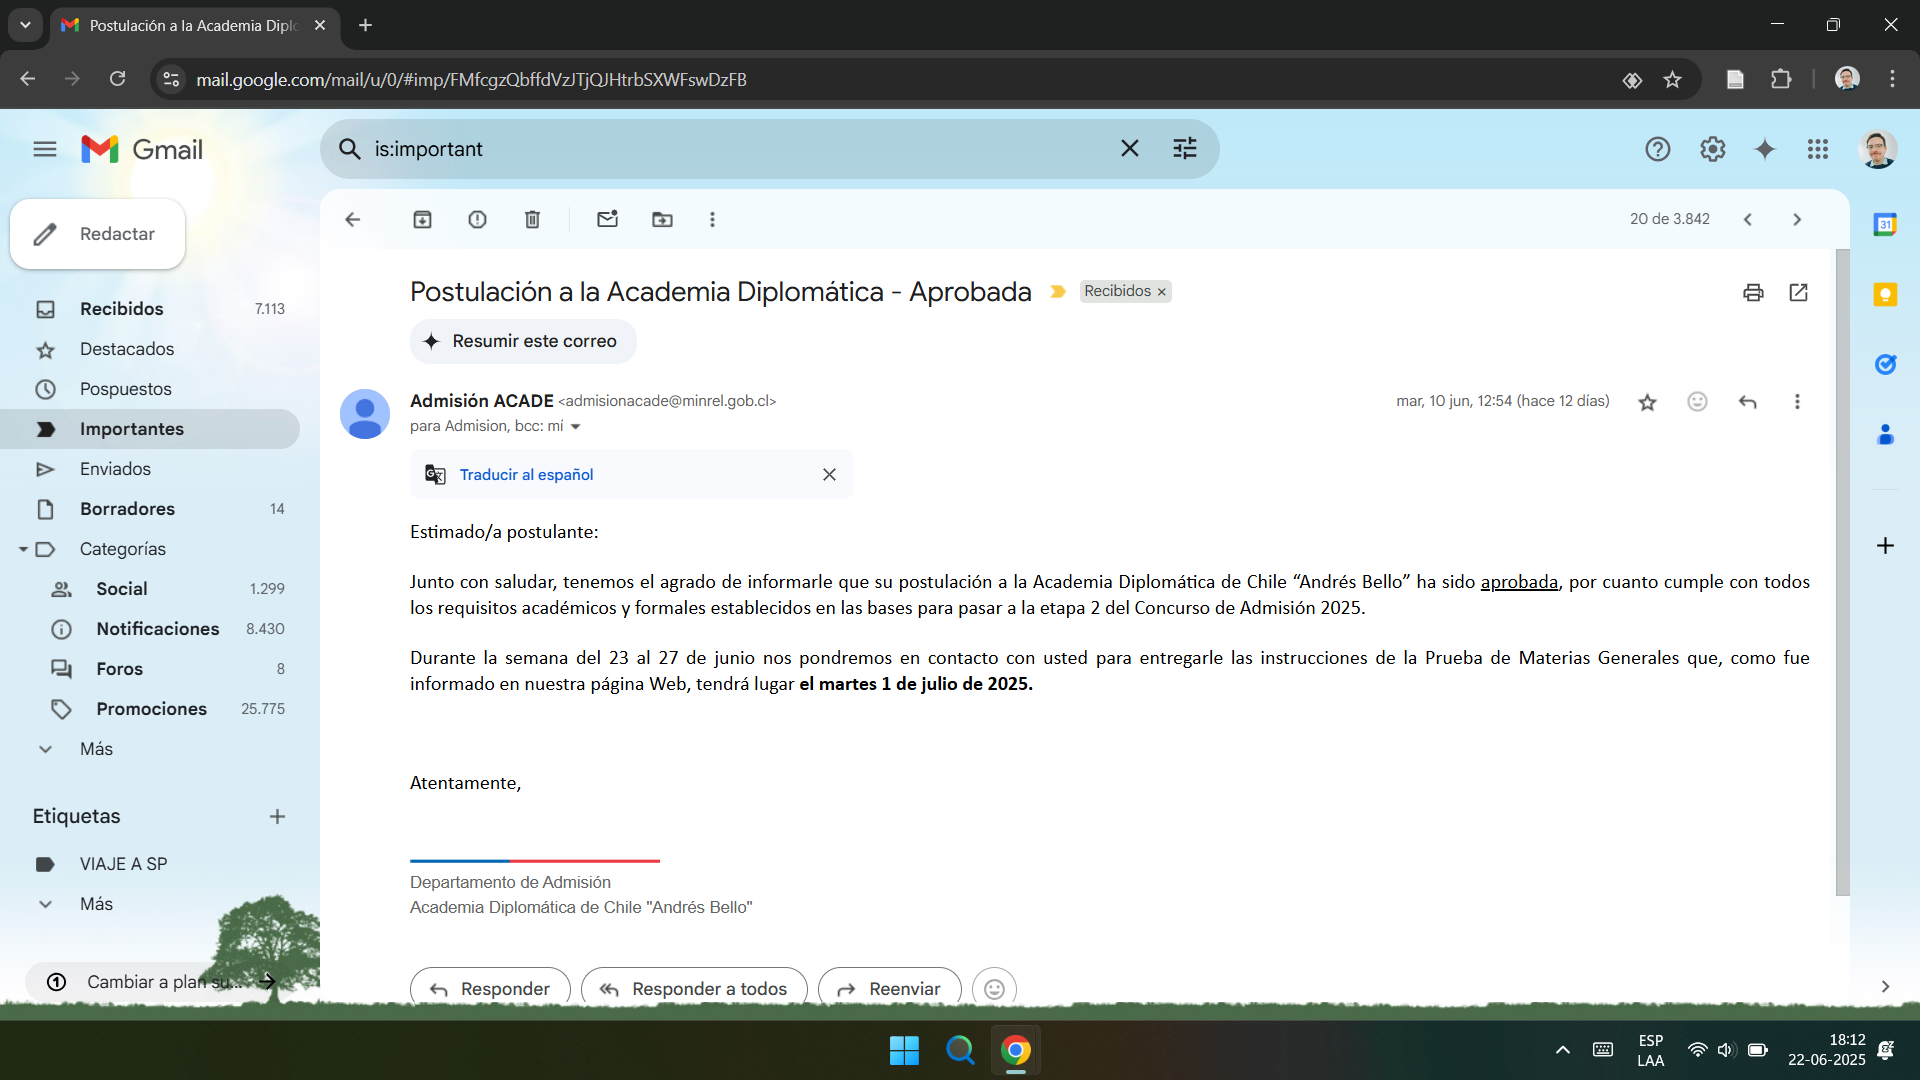 Postulación a la Academia Diplo
mail.google.com/mail/u/0/#imp/FMfcgzQbffdVzJTjQJHtrbSXWFswDzFB
Gmail
is:important
Redactar
20 de 3.842
31
Postulación a la Academia Diplomática - Aprobada
Recibidos ×
Resumir este correo
Recibidos 7.113
Destacados
Pospuestos
Importantes
Enviados
Borradores 14
Categorías
Social 1.299
Notificaciones 8.430
Foros 8
Promociones 25.775
Más
Etiquetas
VIAJE A SP
Más
Cambiar a plan su...
Admisión ACADE <admisionacade@minrel.gob.cl>
mar, 10 jun, 12:54 (hace 12 días)
para Admision, bcc: mí
Traducir al español
Estimado/a postulante:
Junto con saludar, tenemos el agrado de informarle que su postulación a la Academia Diplomática de Chile “Andrés Bello” ha sido aprobada, por cuanto cumple con todos
los requisitos académicos y formales establecidos en las bases para pasar a la etapa 2 del Concurso de Admisión 2025.
Durante la semana del 23 al 27 de junio nos pondremos en contacto con usted para entregarle las instrucciones de la Prueba de Materias Generales que, como fue
informado en nuestra página Web, tendrá lugar el martes 1 de julio de 2025.
Atentamente,
Departamento de Admisión
Academia Diplomática de Chile "Andrés Bello"
Responder
Responder a todos
Reenviar
ESP
LAA
18:12
22-06-2025